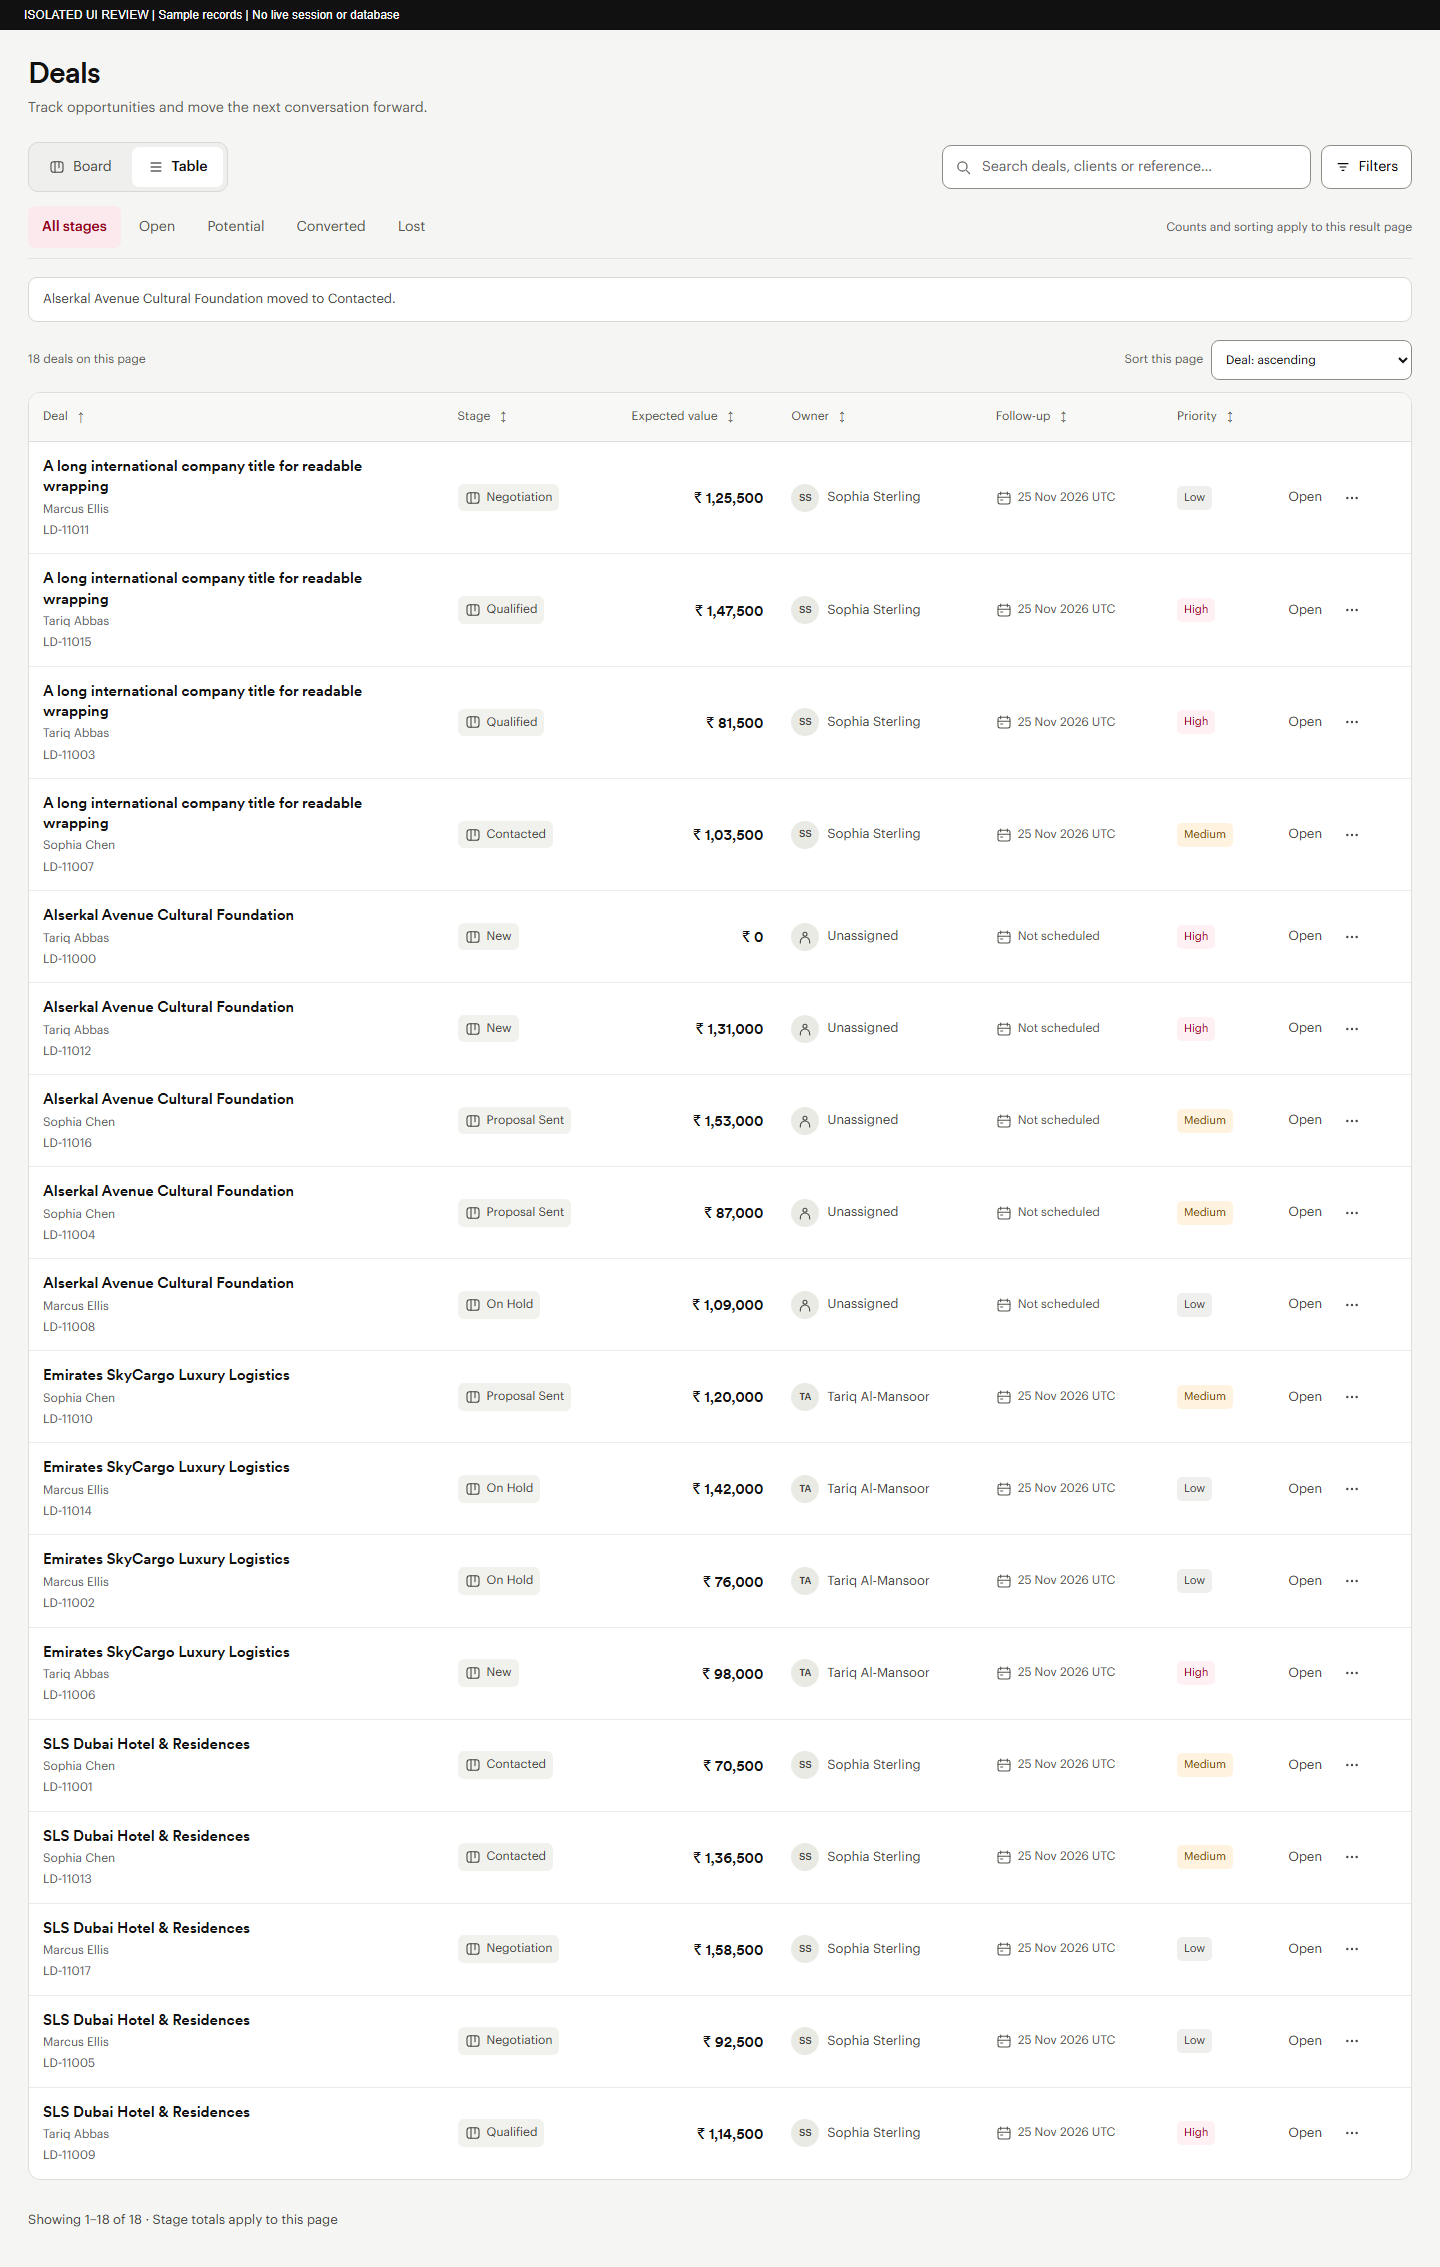 ISOLATED UI REVIEW | Sample records | No live session or database
Deals
Track opportunities and move the next conversation forward.
Board Table Search deals, clients or reference... Filters
All stages Open Potential Converted Lost Counts and sorting apply to this result page
Alserkal Avenue Cultural Foundation moved to Contacted.
18 deals on this page Sort this page Deal: ascending
Deal ↑ Stage ↕ Expected value ↕ Owner ↕ Follow-up ↕ Priority ↕
A long international company title for readable
wrapping
Marcus Ellis
LD-11011
Negotiation ₹ 1,25,500 SS Sophia Sterling 25 Nov 2026 UTC Low Open ...
A long international company title for readable
wrapping
Tariq Abbas
LD-11015
Qualified ₹ 1,47,500 SS Sophia Sterling 25 Nov 2026 UTC High Open ...
A long international company title for readable
wrapping
Tariq Abbas
LD-11003
Qualified ₹ 81,500 SS Sophia Sterling 25 Nov 2026 UTC High Open ...
A long international company title for readable
wrapping
Sophia Chen
LD-11007
Contacted ₹ 1,03,500 SS Sophia Sterling 25 Nov 2026 UTC Medium Open ...
Alserkal Avenue Cultural Foundation
Tariq Abbas
LD-11000
New ₹ 0 Unassigned Not scheduled High Open ...
Alserkal Avenue Cultural Foundation
Tariq Abbas
LD-11012
New ₹ 1,31,000 Unassigned Not scheduled High Open ...
Alserkal Avenue Cultural Foundation
Sophia Chen
LD-11016
Proposal Sent ₹ 1,53,000 Unassigned Not scheduled Medium Open ...
Alserkal Avenue Cultural Foundation
Sophia Chen
LD-11004
Proposal Sent ₹ 87,000 Unassigned Not scheduled Medium Open ...
Alserkal Avenue Cultural Foundation
Marcus Ellis
LD-11008
On Hold ₹ 1,09,000 Unassigned Not scheduled Low Open ...
Emirates SkyCargo Luxury Logistics
Sophia Chen
LD-11010
Proposal Sent ₹ 1,20,000 TA Tariq Al-Mansoor 25 Nov 2026 UTC Medium Open ...
Emirates SkyCargo Luxury Logistics
Marcus Ellis
LD-11014
On Hold ₹ 1,42,000 TA Tariq Al-Mansoor 25 Nov 2026 UTC Low Open ...
Emirates SkyCargo Luxury Logistics
Marcus Ellis
LD-11002
On Hold ₹ 76,000 TA Tariq Al-Mansoor 25 Nov 2026 UTC Low Open ...
Emirates SkyCargo Luxury Logistics
Tariq Abbas
LD-11006
New ₹ 98,000 TA Tariq Al-Mansoor 25 Nov 2026 UTC High Open ...
SLS Dubai Hotel & Residences
Sophia Chen
LD-11001
Contacted ₹ 70,500 SS Sophia Sterling 25 Nov 2026 UTC Medium Open ...
SLS Dubai Hotel & Residences
Sophia Chen
LD-11013
Contacted ₹ 1,36,500 SS Sophia Sterling 25 Nov 2026 UTC Medium Open ...
SLS Dubai Hotel & Residences
Marcus Ellis
LD-11017
Negotiation ₹ 1,58,500 SS Sophia Sterling 25 Nov 2026 UTC Low Open ...
SLS Dubai Hotel & Residences
Marcus Ellis
LD-11005
Negotiation ₹ 92,500 SS Sophia Sterling 25 Nov 2026 UTC Low Open ...
SLS Dubai Hotel & Residences
Tariq Abbas
LD-11009
Qualified ₹ 1,14,500 SS Sophia Sterling 25 Nov 2026 UTC High Open ...
Showing 1–18 of 18 · Stage totals apply to this page